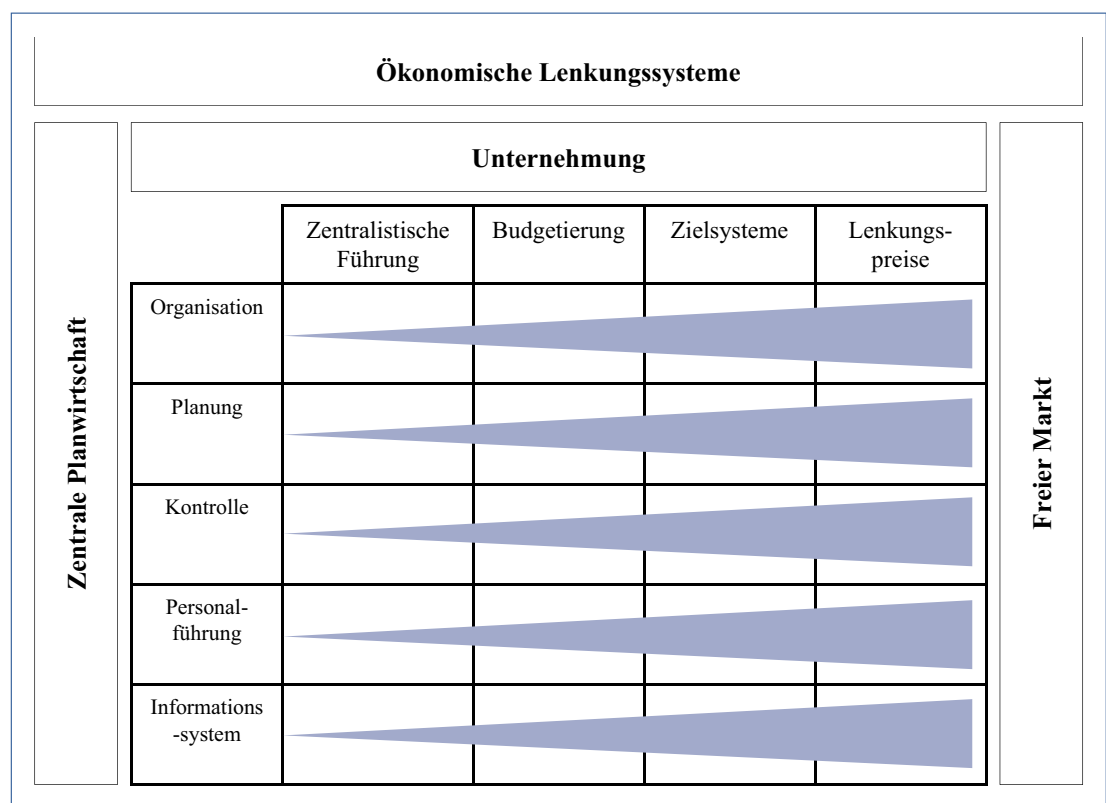 Ökonomische Lenkungssysteme
Zentrale Planwirtschaft
Unternehmung
Zentralistische
Führung
Budgetierung
Zielsysteme
Lenkungs-
preise
Organisation
Planung
Kontrolle
Personal-
führung
Informations
-system
Freier Markt